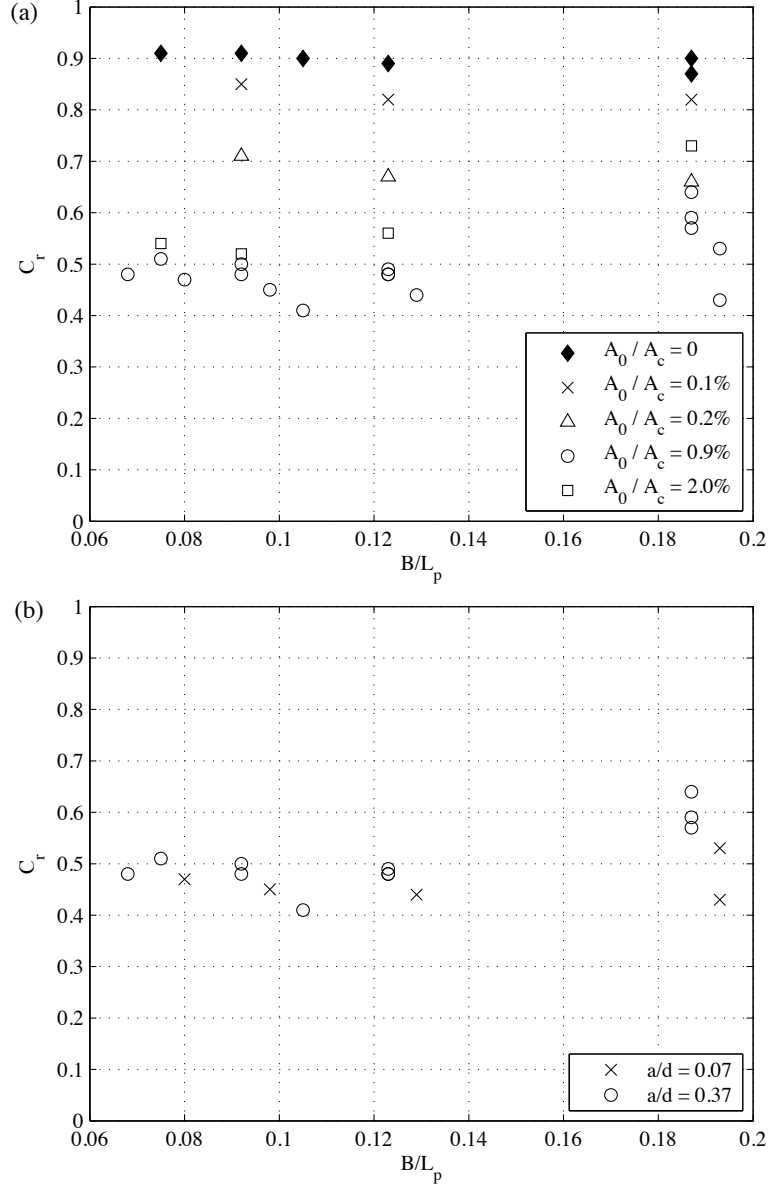 (a)
1
0.9
0.8
0.7
0.6
0.5
0.4
0.3
0.2
0.1
0
C_r
0.06 0.08 0.1 0.12 0.14 0.16 0.18 0.2
B/L_p
A_0 / A_c = 0
A_0 / A_c = 0.1%
A_0 / A_c = 0.2%
A_0 / A_c = 0.9%
A_0 / A_c = 2.0%
(b)
1
0.9
0.8
0.7
0.6
0.5
0.4
0.3
0.2
0.1
0
C_r
0.06 0.08 0.1 0.12 0.14 0.16 0.18 0.2
B/L_p
a/d = 0.07
a/d = 0.37